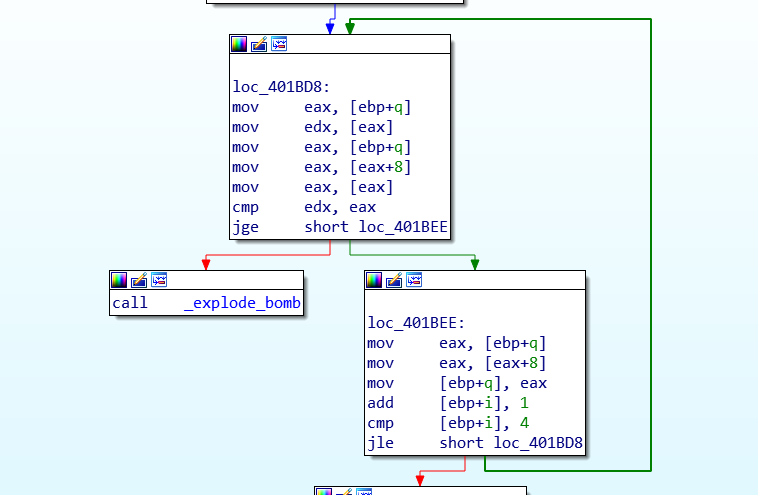 loc_401BD8:
mov eax, [ebp+q]
mov edx, [eax]
mov eax, [ebp+q]
mov eax, [eax+8]
mov eax, [eax]
cmp edx, eax
jge short loc_401BEE
call _explode_bomb
loc_401BEE:
mov eax, [ebp+q]
mov eax, [eax+8]
mov [ebp+q], eax
add [ebp+i], 1
cmp [ebp+i], 4
jle short loc_401BD8